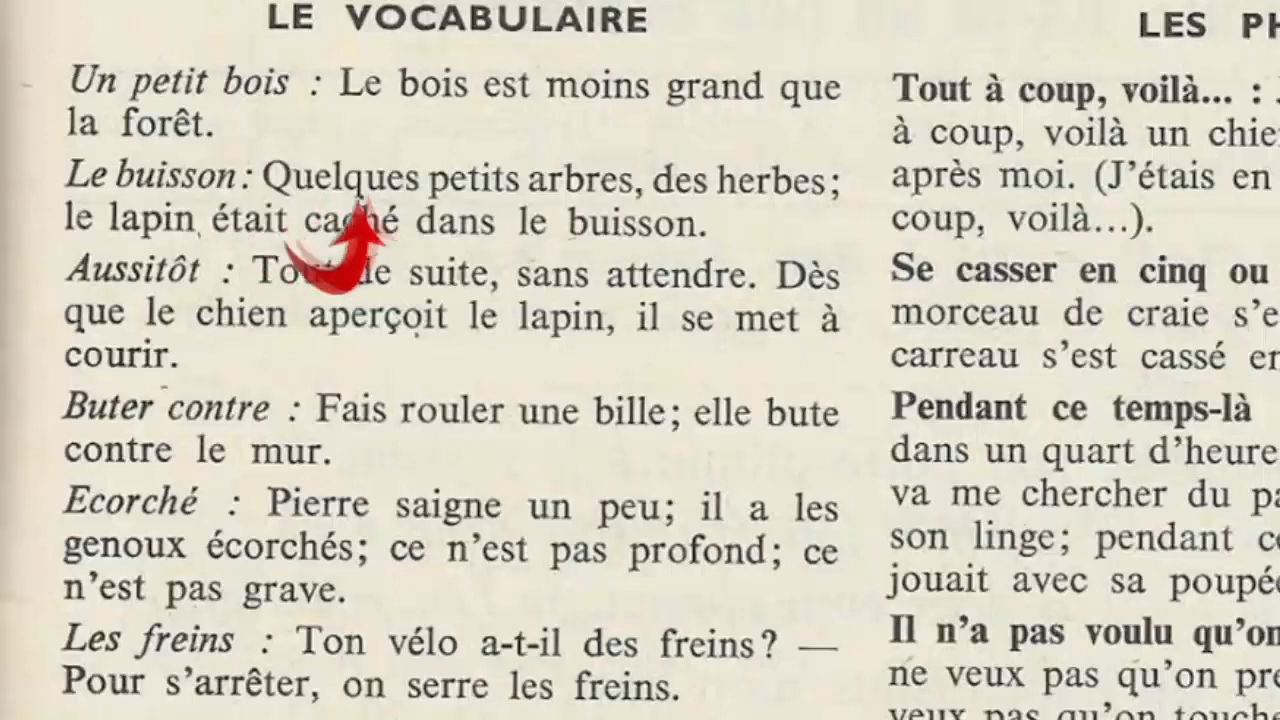 LE VOCABULAIRE
Un petit bois : Le bois est moins grand que
la forêt.
Le buisson : Quelques petits arbres, des herbes ;
le lapin était caché dans le buisson.
Aussitôt : Tout de suite, sans attendre. Dès
que le chien aperçoit le lapin, il se met à
courir.
Buter contre : Fais rouler une bille ; elle bute
contre le mur.
Ecorché : Pierre saigne un peu ; il a les
genoux écorchés ; ce n'est pas profond ; ce
n'est pas grave.
Les freins : Ton vélo a-t-il des freins ? —
Pour s'arrêter, on serre les freins.
LES
Tout à coup, voilà... :
à coup, voilà un
après moi. (J'étais en
coup, voilà...).
Se casser en cinq ou
morceau de craie
carreau s'est cassé
Pendant ce temps-là
dans un quart d'heure
va me chercher du
son linge ; pendant
jouait avec sa
Il n'a pas voulu
ne veux pas qu'on
veux pas qu'on